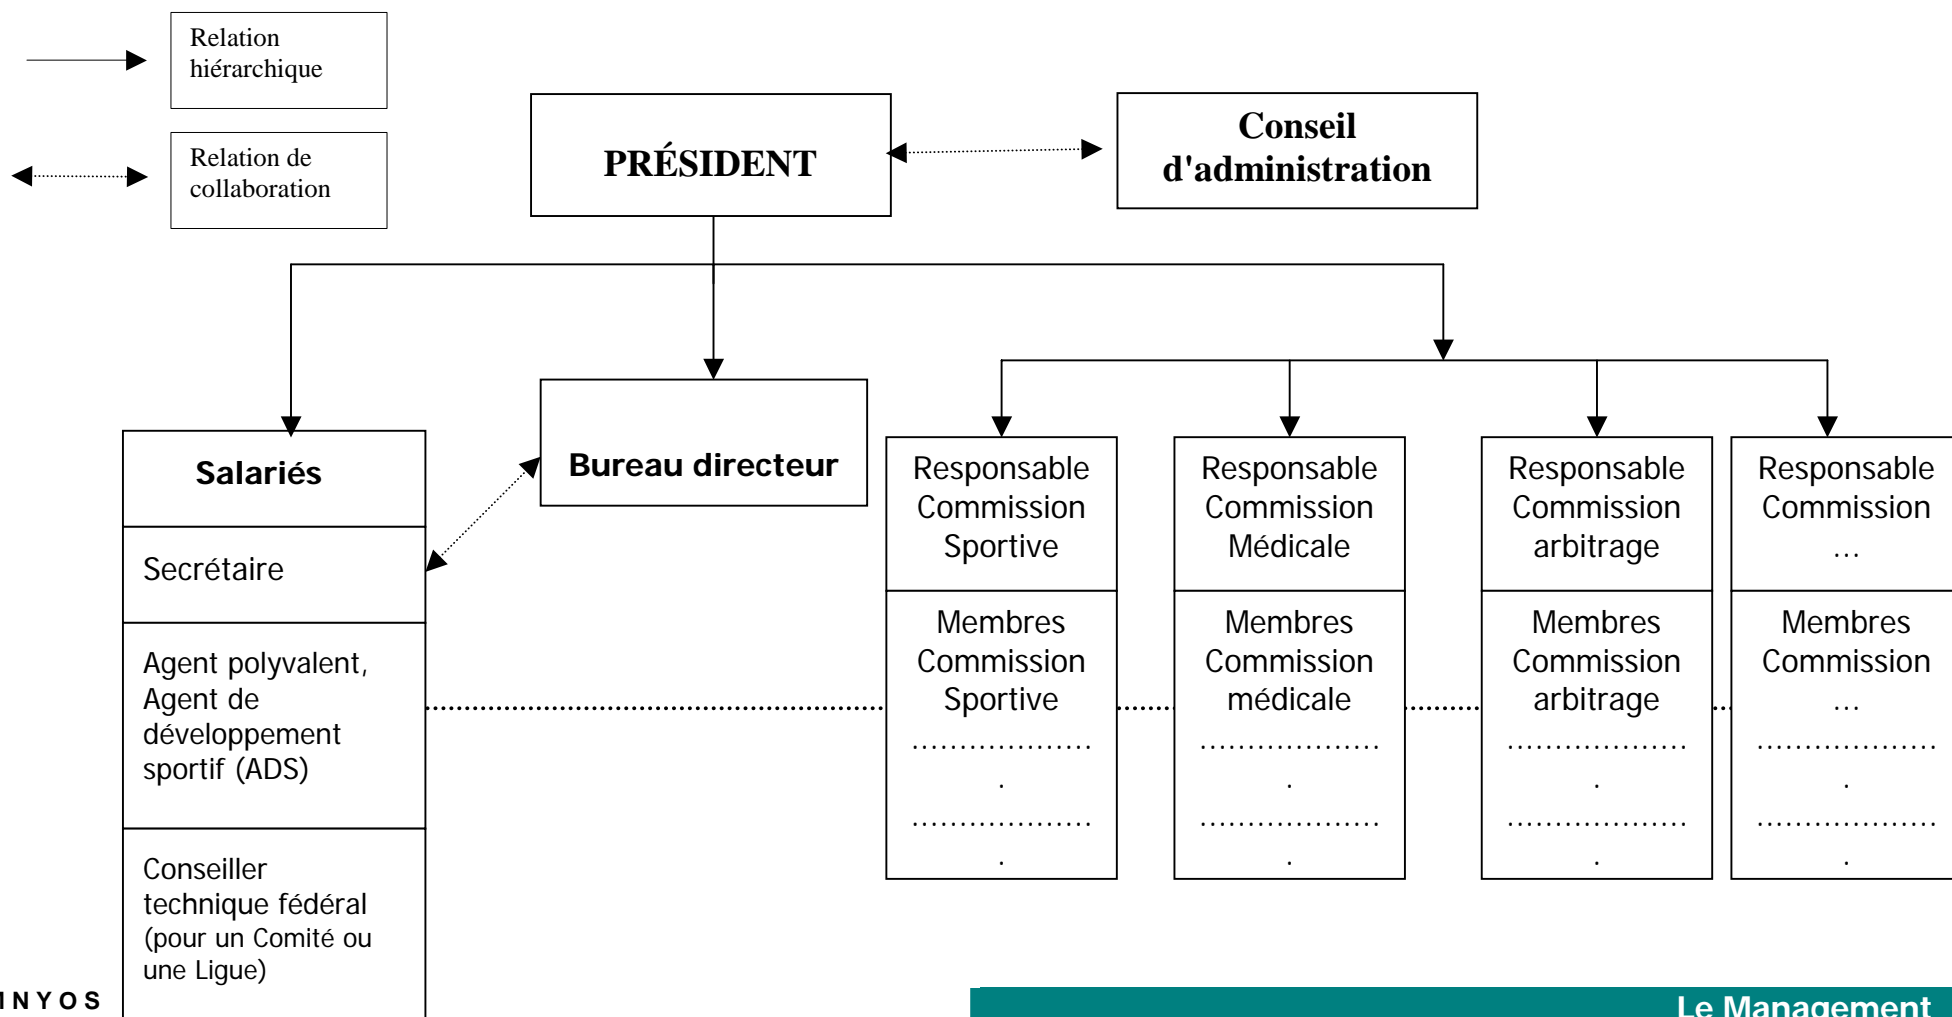 Relation
hiérarchique
Relation de
collaboration
PRÉSIDENT
Conseil
d'administration
Salariés
Secrétaire
Agent polyvalent,
Agent de
développement
sportif (ADS)
Conseiller
technique fédéral
(pour un Comité ou
une Ligue)
Bureau directeur
Responsable
Commission
Sportive
Membres
Commission
Sportive
...................
.
...................
.
Responsable
Commission
Médicale
Membres
Commission
médicale
...................
.
...................
.
Responsable
Commission
arbitrage
Membres
Commission
arbitrage
...................
.
...................
.
Responsable
Commission
...
Membres
Commission
...
...................
.
...................
.
NYOS
Le Management